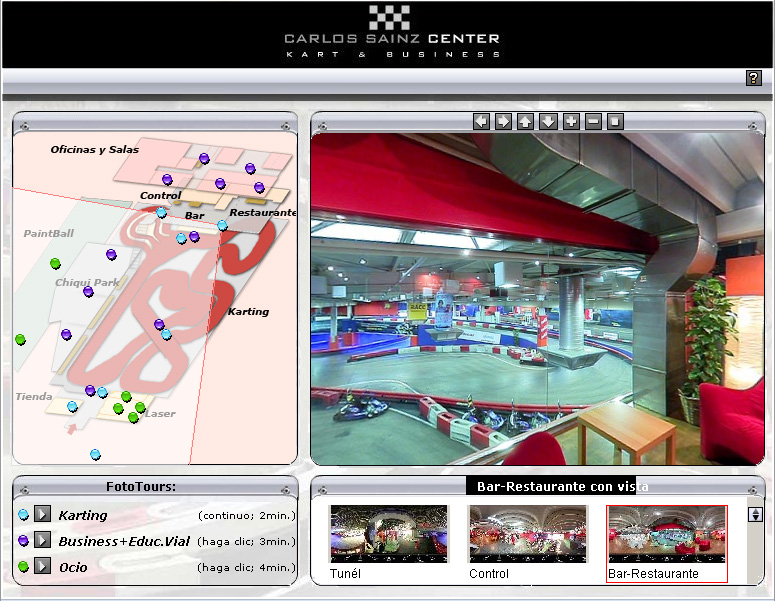 CARLOS SAINZ CENTER
KART & BUSINESS
?
Oficinas y Salas
Control
Bar
Restaurante
PaintBall
Chiqui Park
Karting
Tienda
Laser
RACE
FotoTours:
Karting (continuo; 2min.)
Business+Educ.Vial (haga clic; 3min.)
Ocio (haga clic; 4min.)
Bar-Restaurante con vista
Tunél
Control
Bar-Restaurante